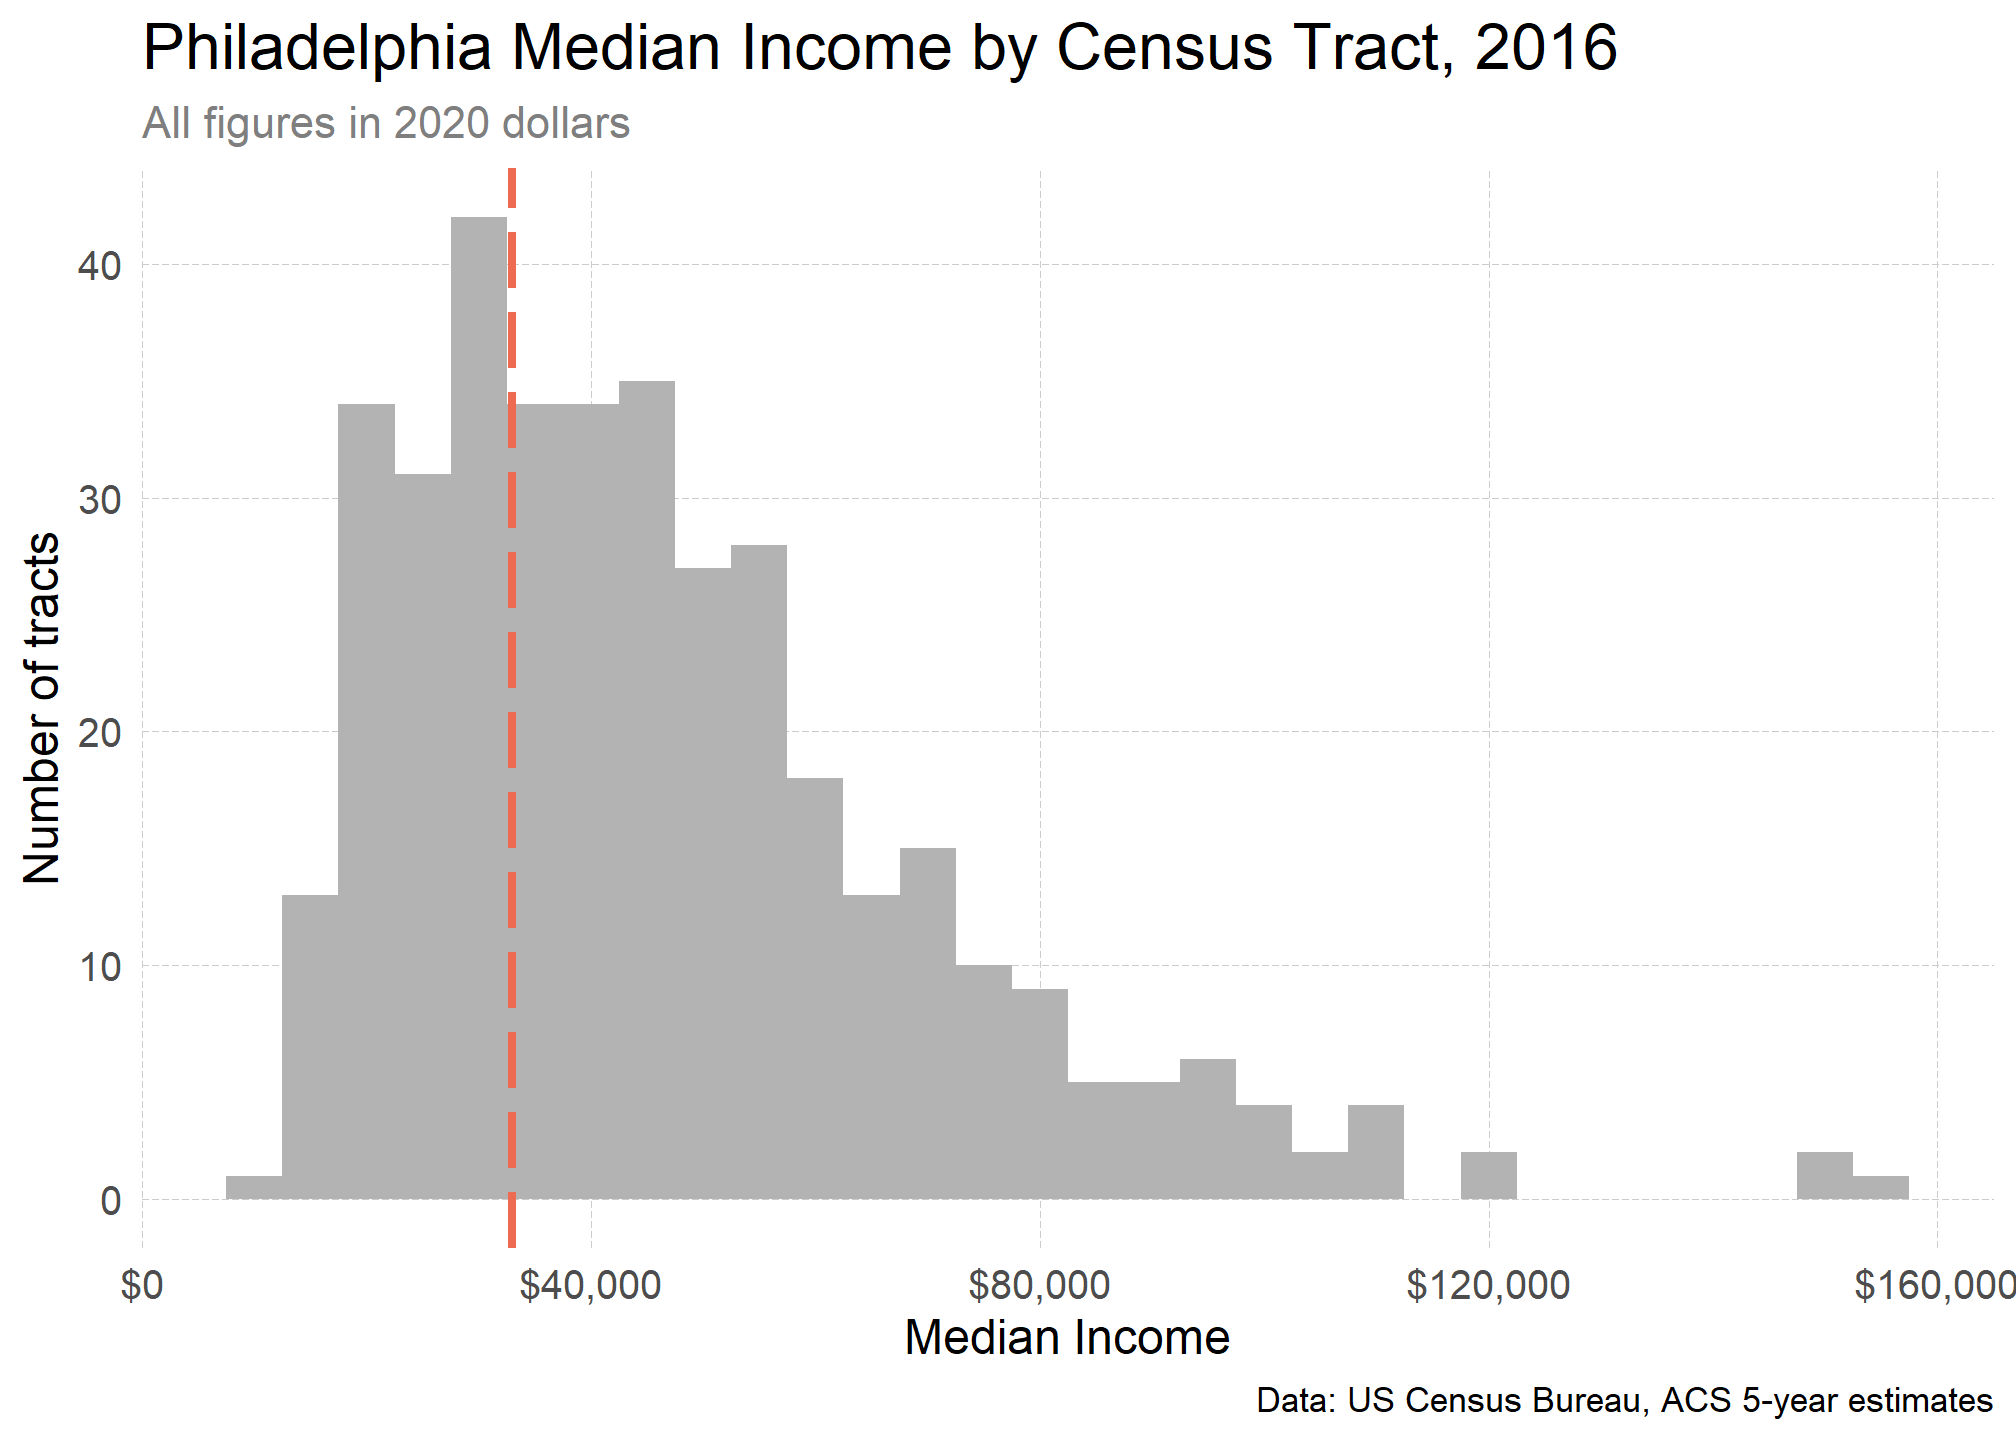 Philadelphia Median Income by Census Tract, 2016
All figures in 2020 dollars
Number of tracts
40
30
20
10
0
$0 $40,000 $80,000 $120,000 $160,000
Median Income
Data: US Census Bureau, ACS 5-year estimates